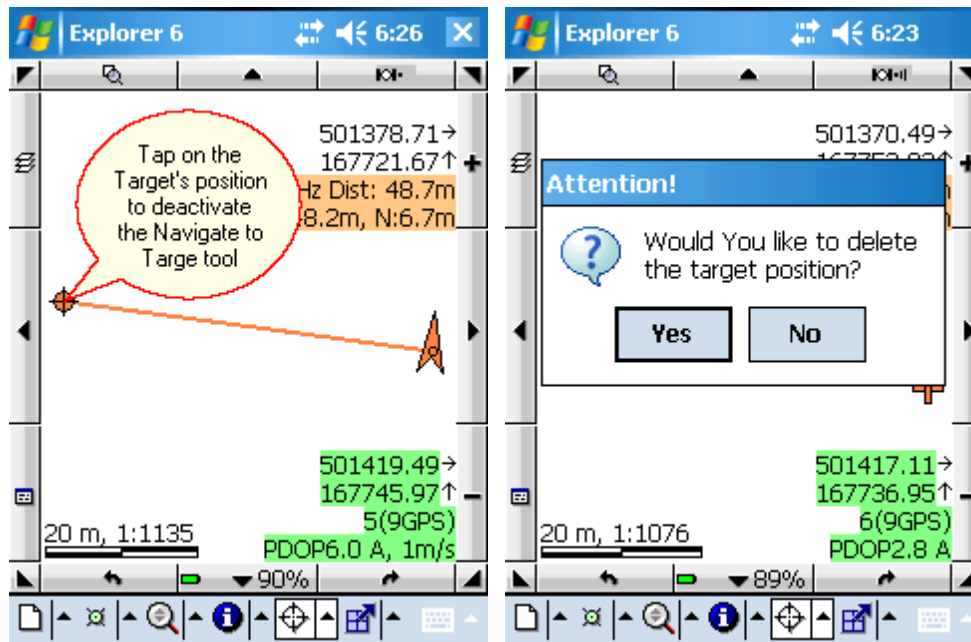 Explorer 6
6:26
501378.71→
167721.67↑
Hz Dist: 48.7m
8.2m, N:6.7m
Tap on the
Target's position
to deactivate
the Navigate to
Targe tool
501419.49→
167745.97↑
5(9GPS)
PDOP6.0 A, 1m/s
20 m, 1:1135
90%
Explorer 6
6:23
501370.49→
Attention!
Would You like to delete
the target position?
Yes
No
501417.11→
167736.95↑
6(9GPS)
PDOP2.8 A
20 m, 1:1076
89%